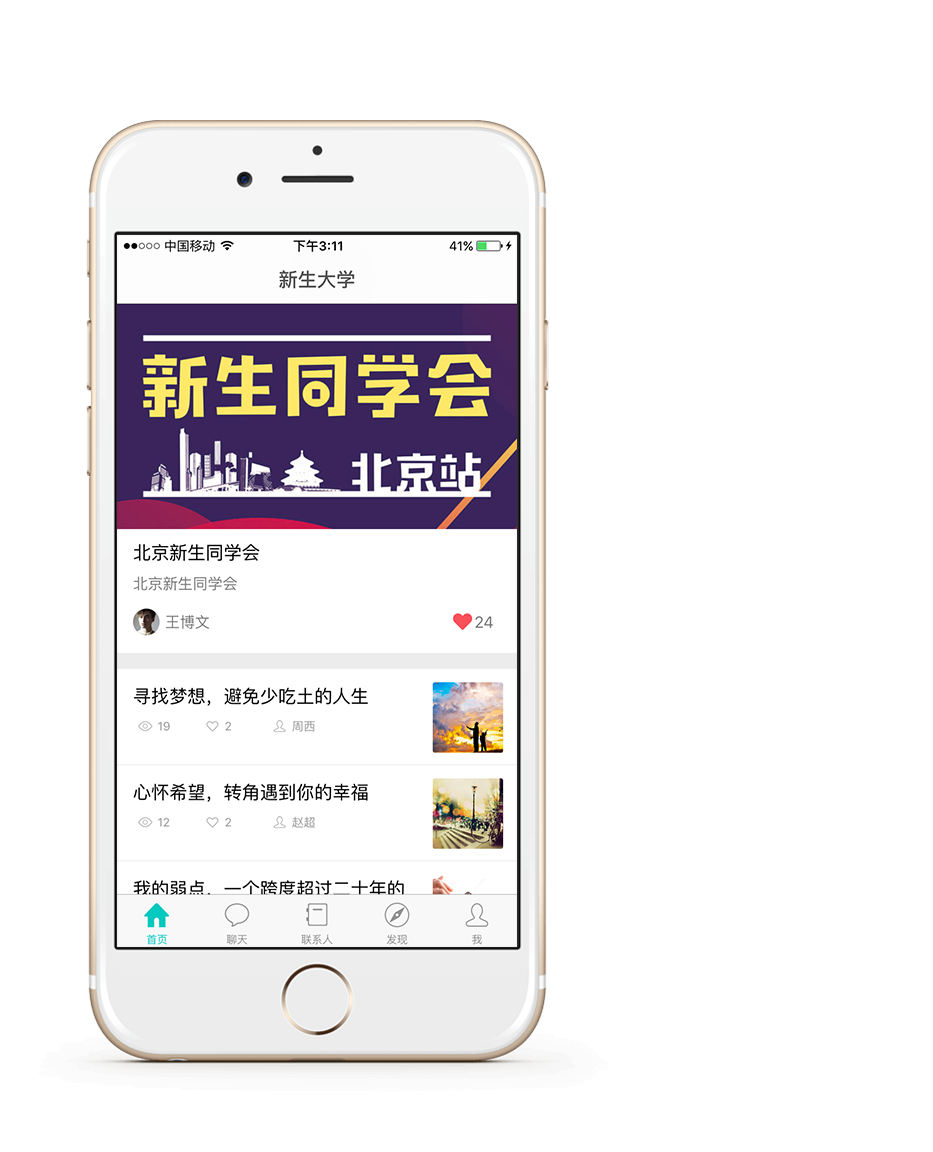 中国移动 下午3:11 41%
新生大学
新生同学会
北京站
北京新生同学会
北京新生同学会
王博文 24
寻找梦想，避免少吃土的人生
19 2 周西
心怀希望，转角遇到你的幸福
12 2 赵超
我的弱点，一个跨度超过二十年的
首页 聊天 联系人 发现 我